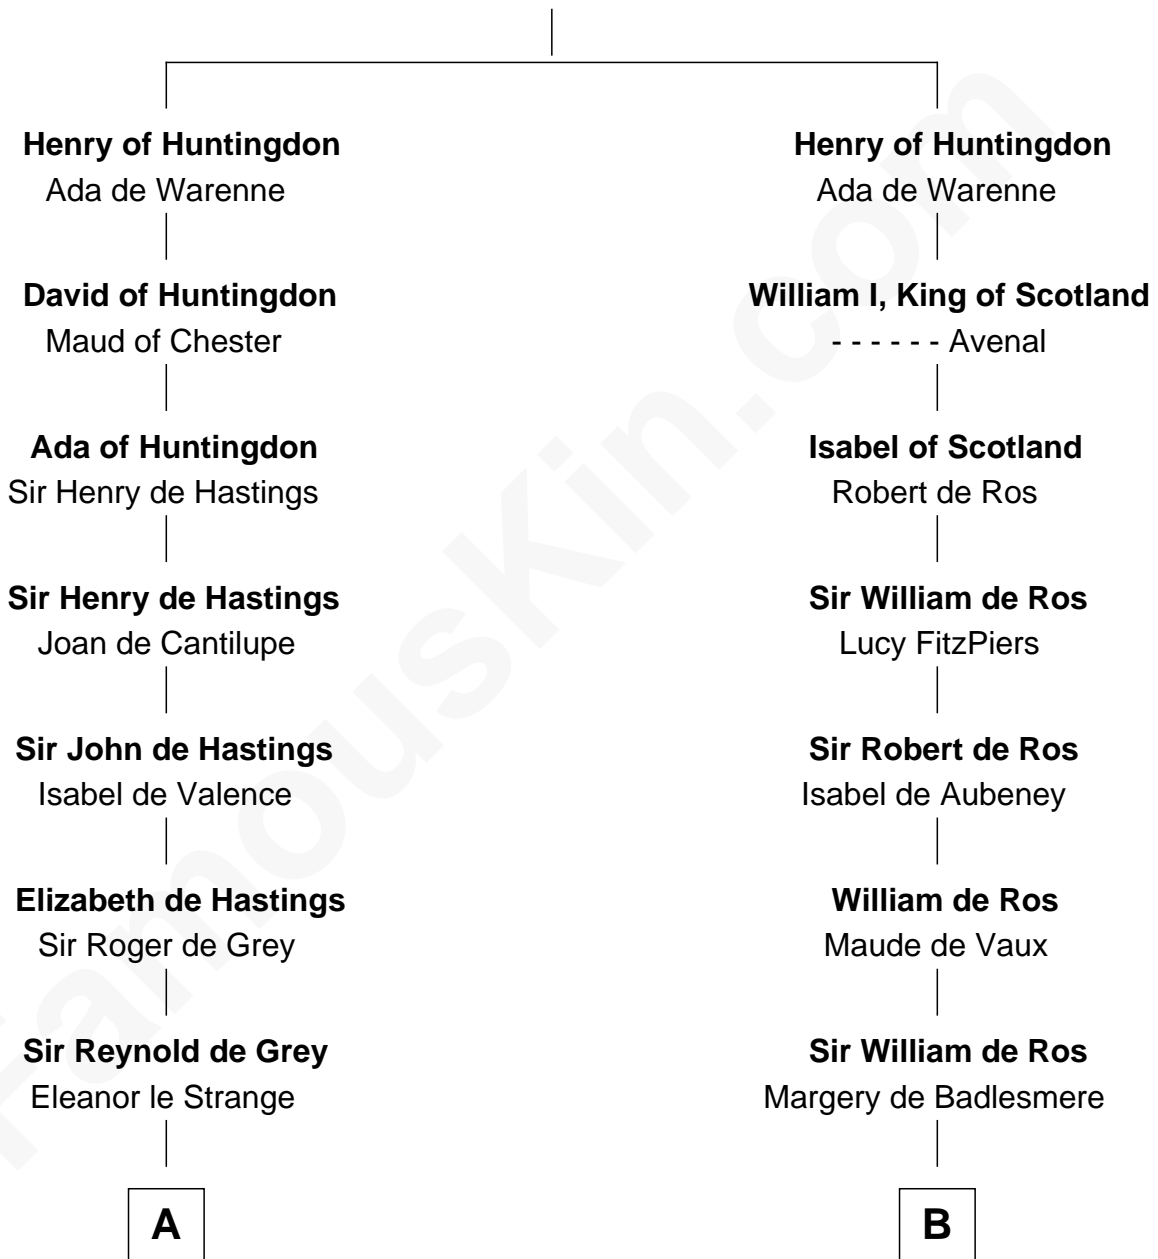 Henry of Huntingdon
Ada de Warenne
David of Huntingdon
Maud of Chester
Ada of Huntingdon
Sir Henry de Hastings
Sir Henry de Hastings
Joan de Cantilupe
Sir John de Hastings
Isabel de Valence
Elizabeth de Hastings
Sir Roger de Grey
Sir Reynold de Grey
Eleanor le Strange
A
Henry of Huntingdon
Ada de Warenne
William I, King of Scotland
- - - - - - Avenal
Isabel of Scotland
Robert de Ros
Sir William de Ros
Lucy FitzPiers
Sir Robert de Ros
Isabel de Aubeney
William de Ros
Maude de Vaux
Sir William de Ros
Margery de Badlesmere
B
FamousKin.com